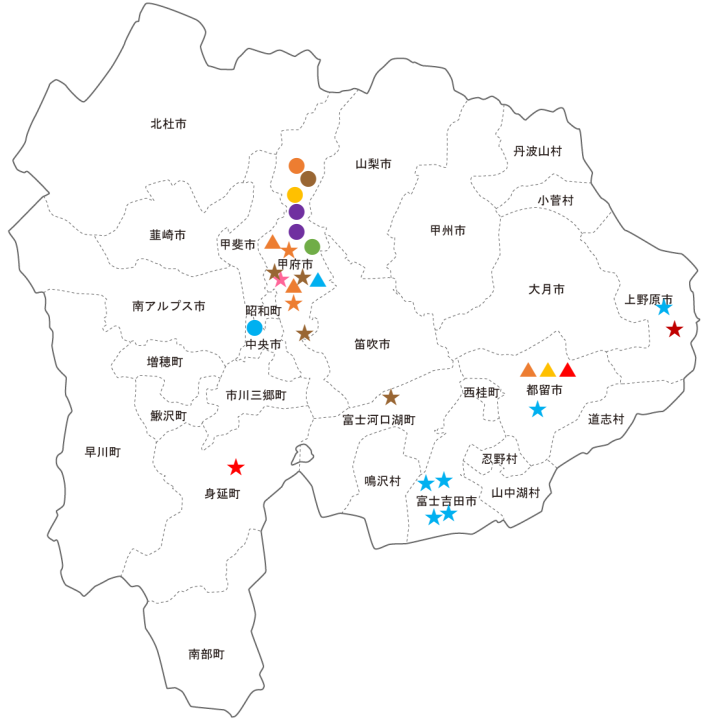 北杜市
丹波山村
山梨市
小菅村
甲州市
韮崎市
甲斐市
甲府市
大月市
上野原市
南アルプス市
昭和町
中央市
笛吹市
増穂町
西桂町
都留市
市川三郷町
鰍沢町
富士河口湖町
道志村
早川町
忍野村
鳴沢村
身延町
山中湖村
富士吉田市
南部町